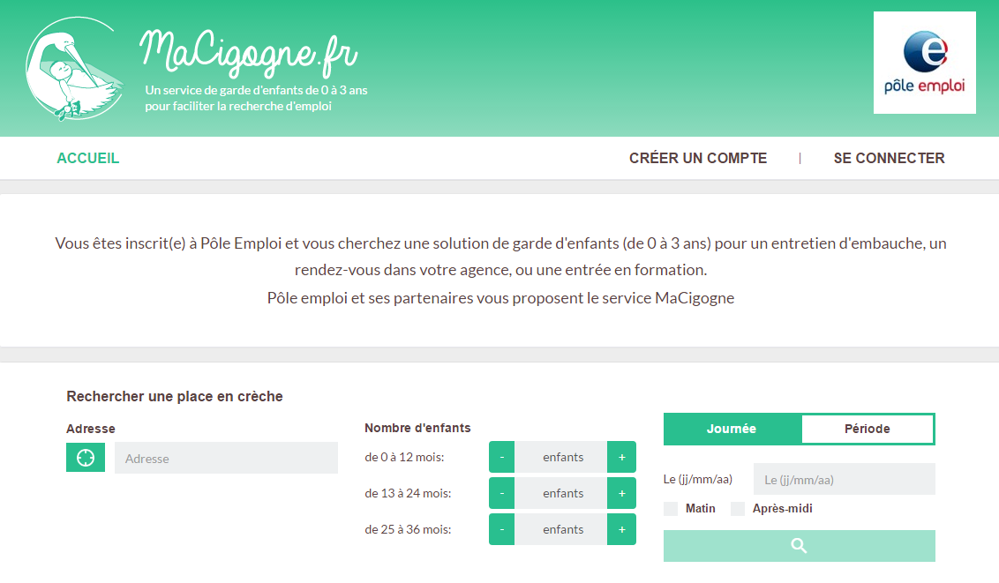 MaCigogne.fr
Un service de garde d'enfants de 0 à 3 ans
pour faciliter la recherche d'emploi
e
pôle emploi
ACCUEIL
CRÉER UN COMPTE | SE CONNECTER
Vous êtes inscrit(e) à Pôle Emploi et vous cherchez une solution de garde d'enfants (de 0 à 3 ans) pour un entretien d'embauche, un
rendez-vous dans votre agence, ou une entrée en formation.
Pôle emploi et ses partenaires vous proposent le service MaCigogne
Rechercher une place en crèche
Adresse
Adresse
Nombre d'enfants
de 0 à 12 mois: - enfants +
de 13 à 24 mois: - enfants +
de 25 à 36 mois: - enfants +
Journée Période
Le (jj/mm/aa) Le (jj/mm/aa)
Matin Après-midi